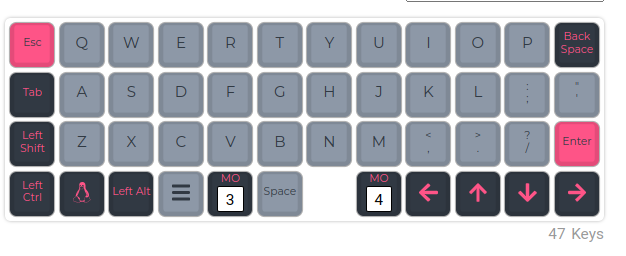 Esc Q W E R T Y U I O P Back Space
Tab A S D F G H J K L : ; " '
Left Shift Z X C V B N M < , > . ? / Enter
Left Ctrl Left Alt MO 3 Space MO 4
47 Keys